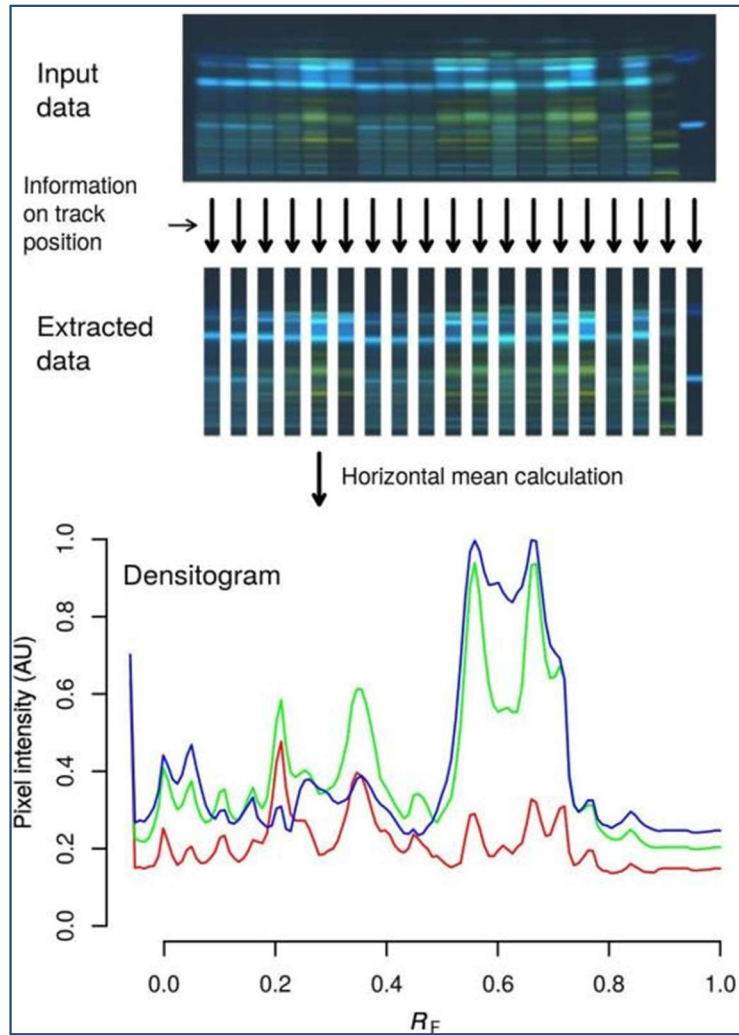 Input
data
Information
on track
position
Extracted
data
Horizontal mean calculation
Densitogram
Pixel intensity (AU)
1.0
0.8
0.6
0.4
0.2
0.0
0.0 0.2 0.4 0.6 0.8 1.0
RF